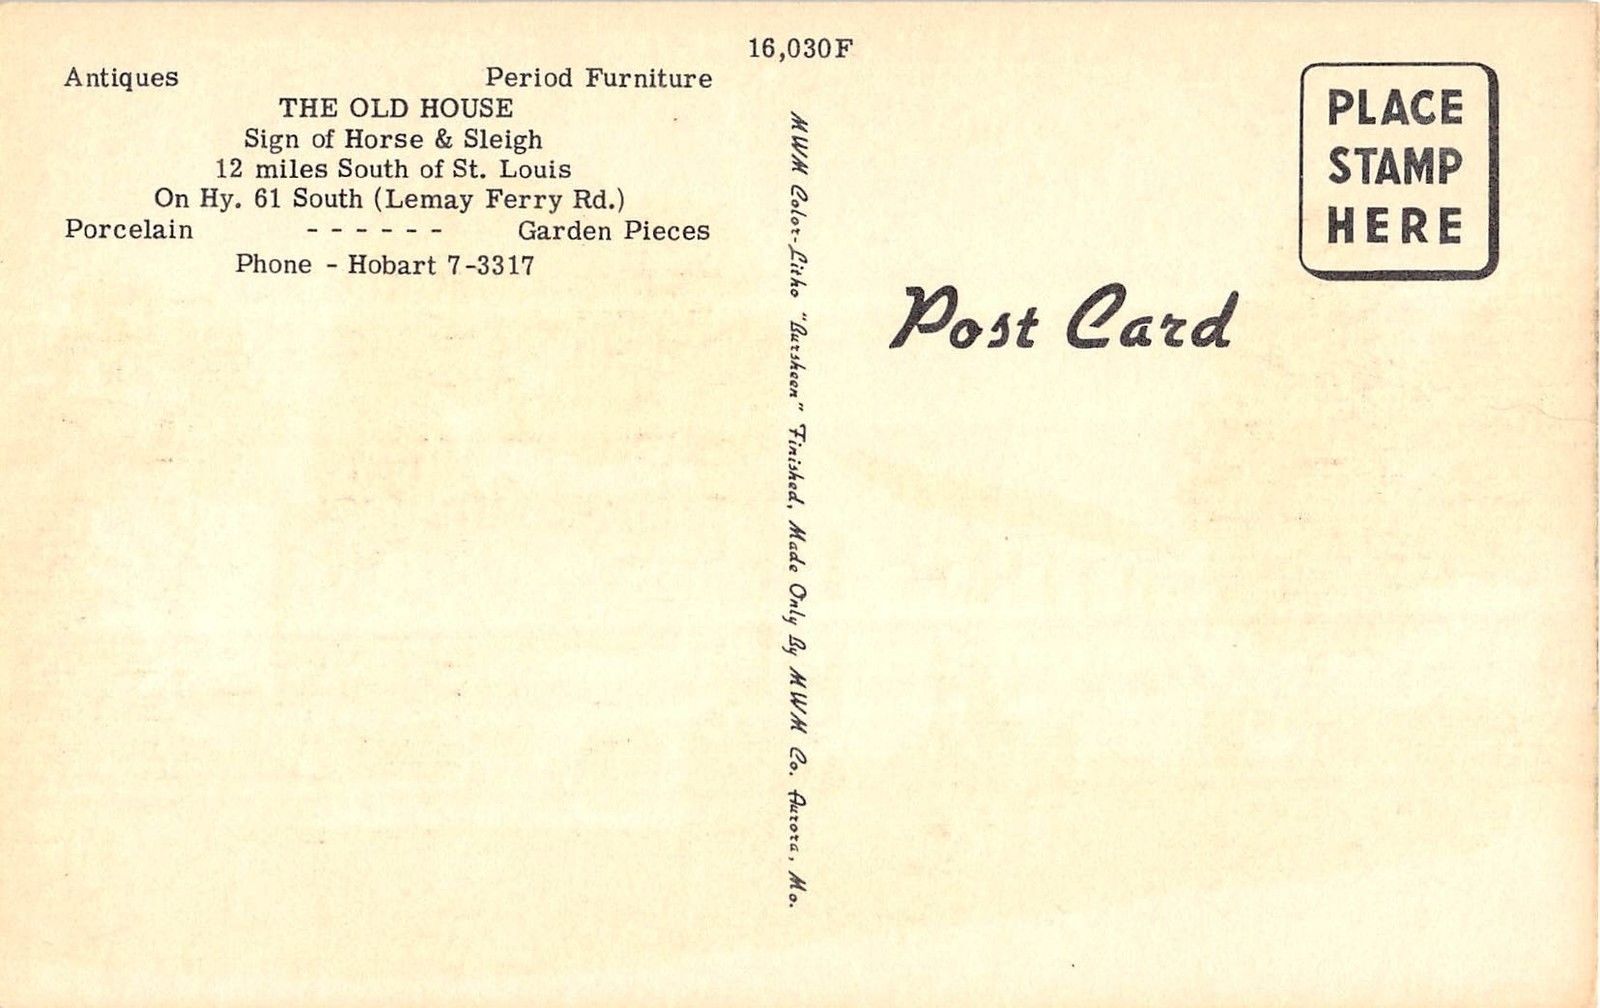 16,030F
Antiques Period Furniture
THE OLD HOUSE
Sign of Horse & Sleigh
12 miles South of St. Louis
On Hy. 61 South (Lemay Ferry Rd.)
Porcelain - - - - - - Garden Pieces
Phone - Hobart 7-3317
MWM Color-Litho "Bursheen" Finished, Made Only By MWM Co. Aurora, Mo.
PLACE
STAMP
HERE
Post Card